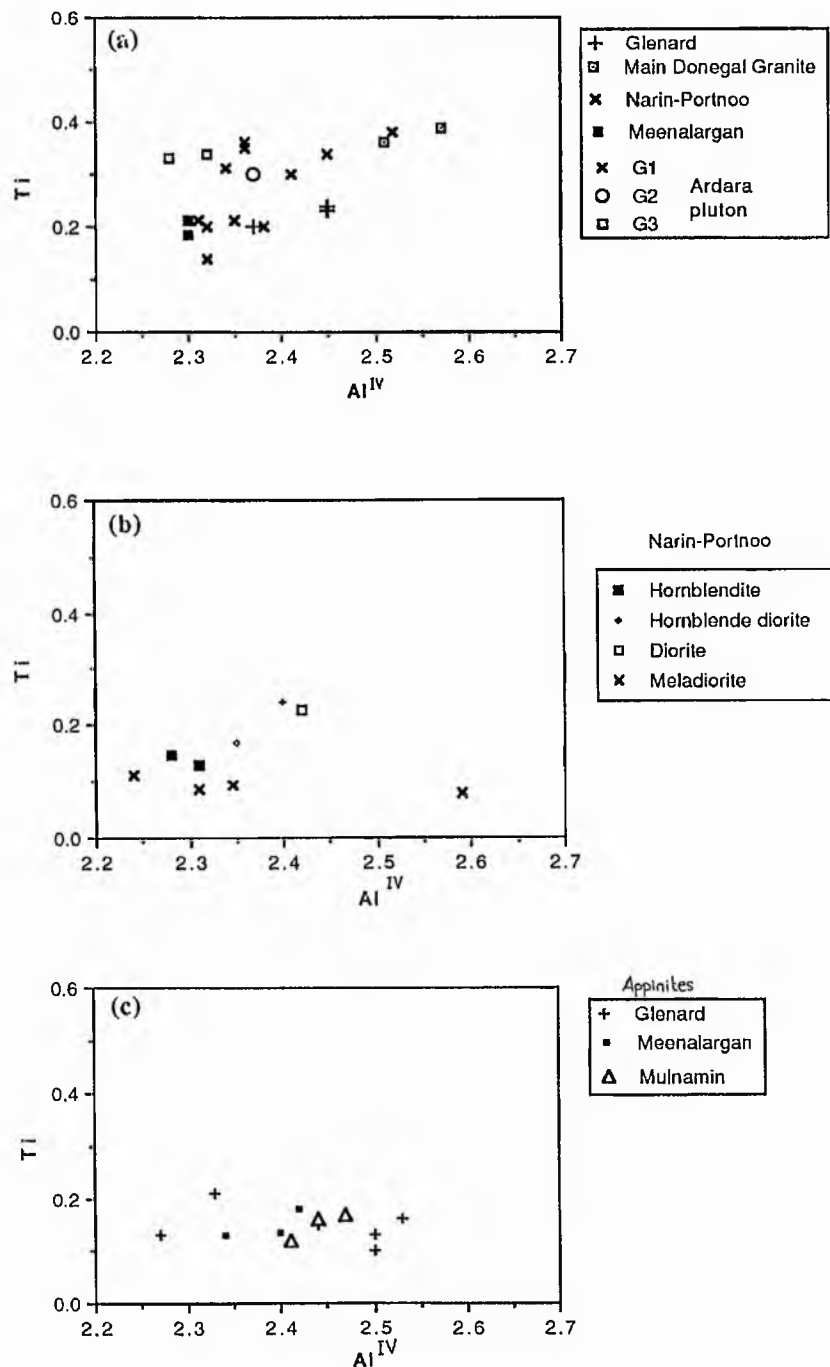 (a)
0.6
0.4
0.2
0.0
Ti
2.2 2.3 2.4 2.5 2.6 2.7
Al^IV
Glenard
Main Donegal Granite
Narin-Portnoo
Meenalargan
G1
G2 Ardara
G3 pluton
(b)
0.6
0.4
0.2
0.0
Ti
2.2 2.3 2.4 2.5 2.6 2.7
Al^IV
Narin-Portnoo
Hornblendite
Hornblende diorite
Diorite
Meladiorite
(c)
0.6
0.4
0.2
0.0
Ti
2.2 2.3 2.4 2.5 2.6 2.7
Al^IV
Appinites
Glenard
Meenalargan
Mulnamin